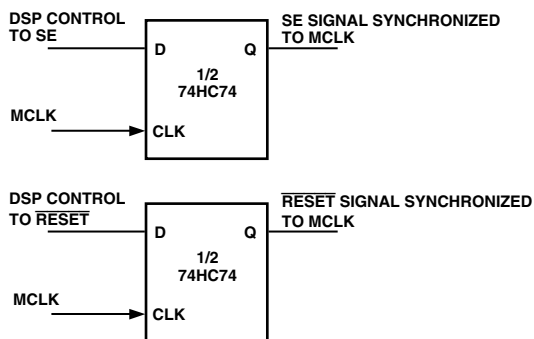 DSP CONTROL
TO SE
SE SIGNAL SYNCHRONIZED
TO MCLK
D
Q
1/2
74HC74
MCLK
CLK
DSP CONTROL
TO RESET
RESET SIGNAL SYNCHRONIZED
TO MCLK
D
Q
1/2
74HC74
MCLK
CLK